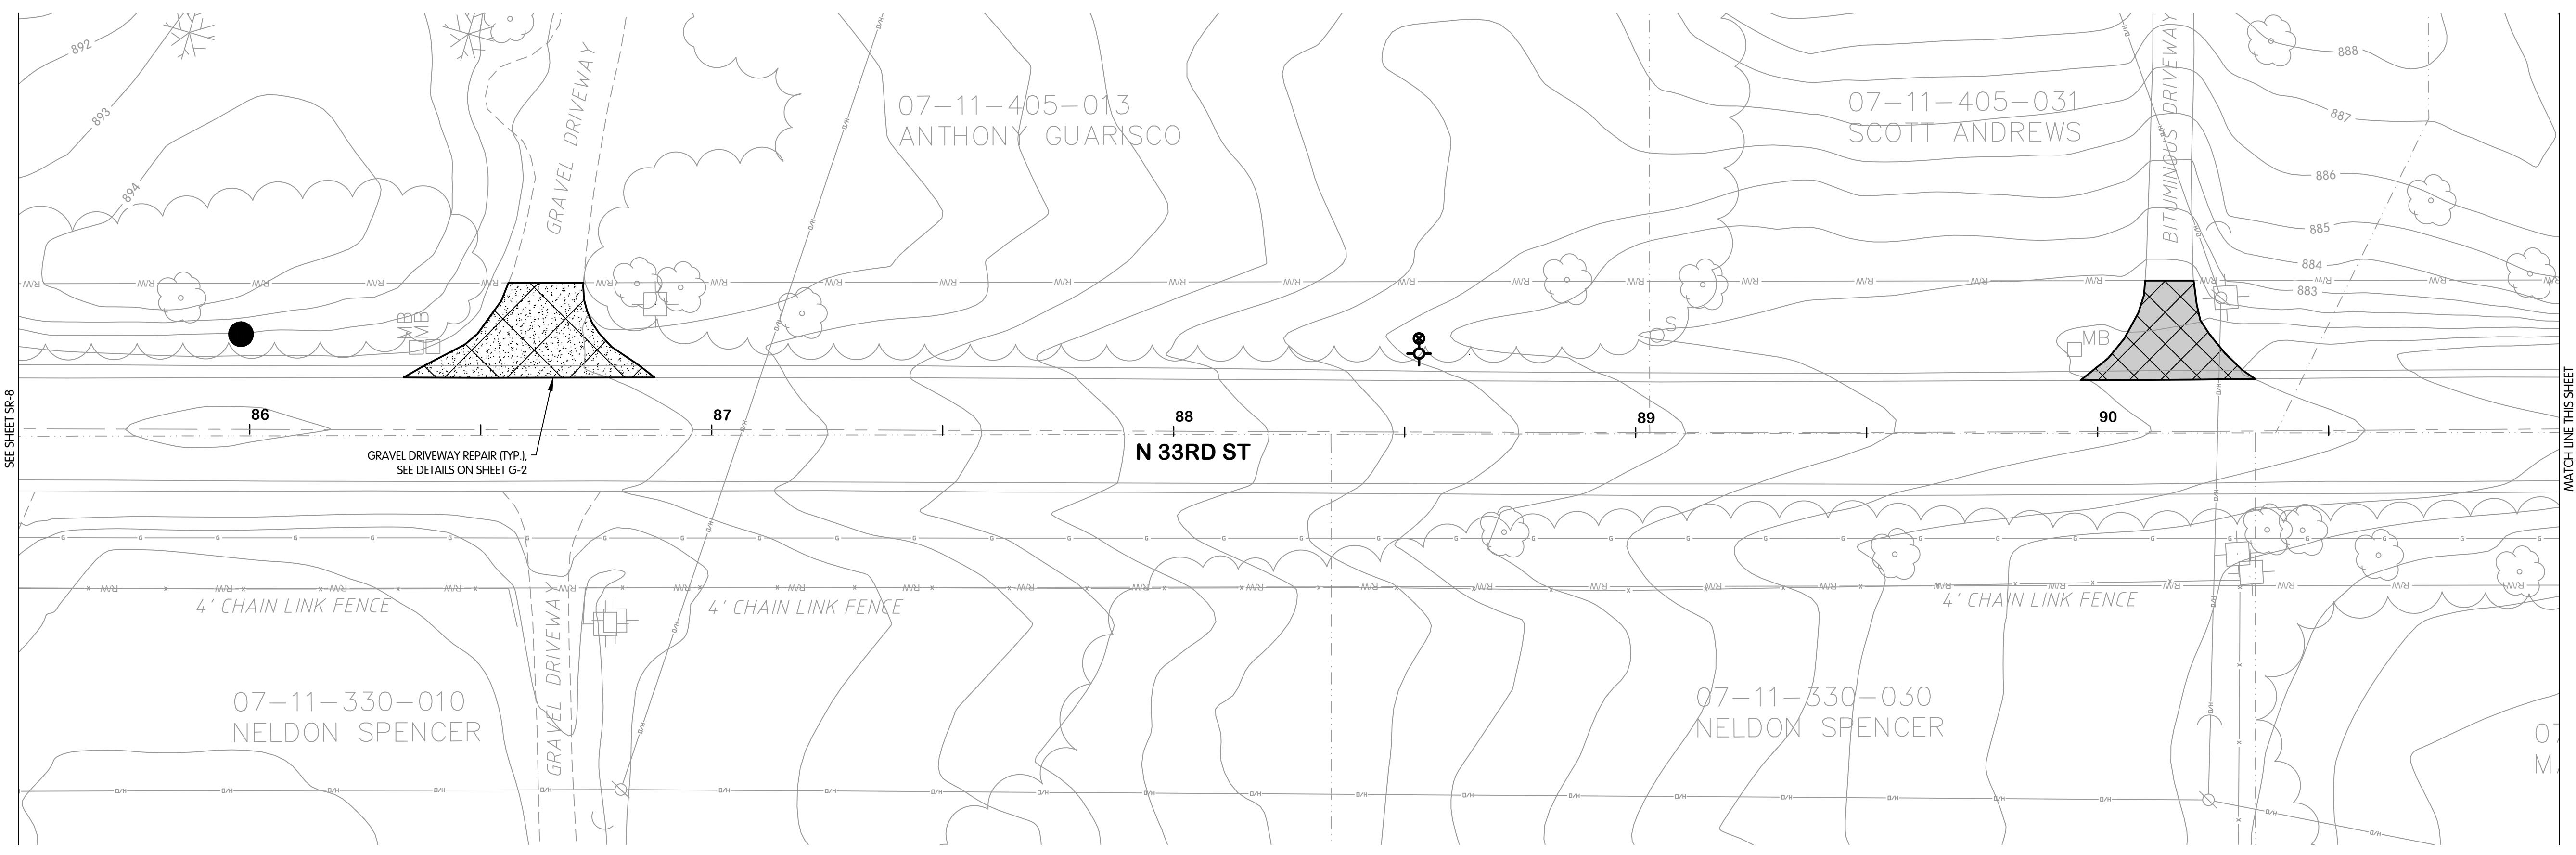 892
893
894
GRAVEL DRIVEWAY
07-11-405-013
ANTHONY GUARISCO
07-11-405-031
SCOTT ANDREWS
BITUMINOUS DRIVEWAY
888
887
886
885
884
883
R/W
O/H
MB
MB
S
MB
SEE SHEET SR-8
MATCH LINE THIS SHEET
86
87
88
89
90
N 33RD ST
GRAVEL DRIVEWAY REPAIR (TYP.),
SEE DETAILS ON SHEET G-2
G
R/W
4' CHAIN LINK FENCE
4' CHAIN LINK FENCE
4' CHAIN LINK FENCE
GRAVEL DRIVEWAY
07-11-330-010
NELDON SPENCER
07-11-330-030
NELDON SPENCER
O/H